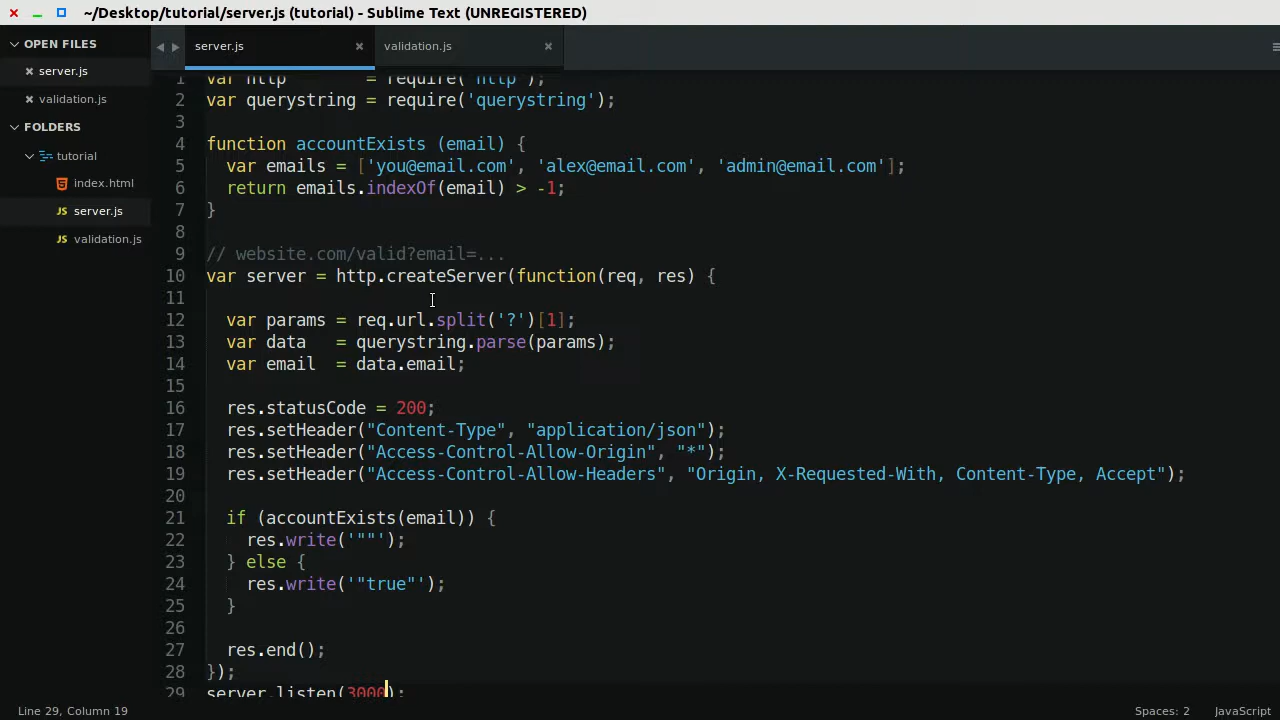 ~/Desktop/tutorial/server.js (tutorial) - Sublime Text (UNREGISTERED)
OPEN FILES
server.js
validation.js
FOLDERS
tutorial
index.html
server.js
validation.js
server.js
validation.js
1 var http        = require('http');
2 var querystring = require('querystring');
3
4 function accountExists (email) {
5   var emails = ['you@email.com', 'alex@email.com', 'admin@email.com'];
6   return emails.indexOf(email) > -1;
7 }
8
9 // website.com/valid?email=...
10 var server = http.createServer(function(req, res) {
11
12   var params = req.url.split('?')[1];
13   var data   = querystring.parse(params);
14   var email  = data.email;
15
16   res.statusCode = 200;
17   res.setHeader("Content-Type", "application/json");
18   res.setHeader("Access-Control-Allow-Origin", "*");
19   res.setHeader("Access-Control-Allow-Headers", "Origin, X-Requested-With, Content-Type, Accept");
20
21   if (accountExists(email)) {
22     res.write('""');
23   } else {
24     res.write('"true"');
25   }
26
27   res.end();
28 });
29 server.listen(3000);
Line 29, Column 19
Spaces: 2
JavaScript